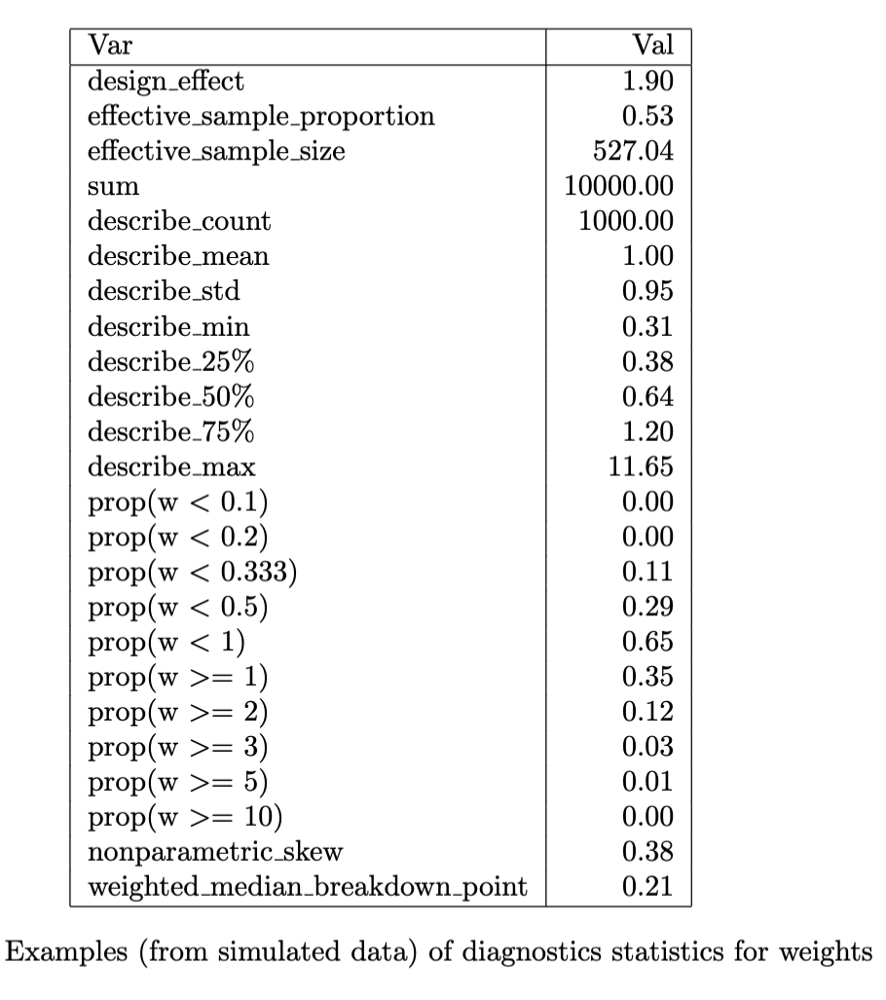 Var Val
design_effect 1.90
effective_sample_proportion 0.53
effective_sample_size 527.04
sum 10000.00
describe_count 1000.00
describe_mean 1.00
describe_std 0.95
describe_min 0.31
describe_25% 0.38
describe_50% 0.64
describe_75% 1.20
describe_max 11.65
prop(w < 0.1) 0.00
prop(w < 0.2) 0.00
prop(w < 0.333) 0.11
prop(w < 0.5) 0.29
prop(w < 1) 0.65
prop(w >= 1) 0.35
prop(w >= 2) 0.12
prop(w >= 3) 0.03
prop(w >= 5) 0.01
prop(w >= 10) 0.00
nonparametric_skew 0.38
weighted_median_breakdown_point 0.21
Examples (from simulated data) of diagnostics statistics for weights